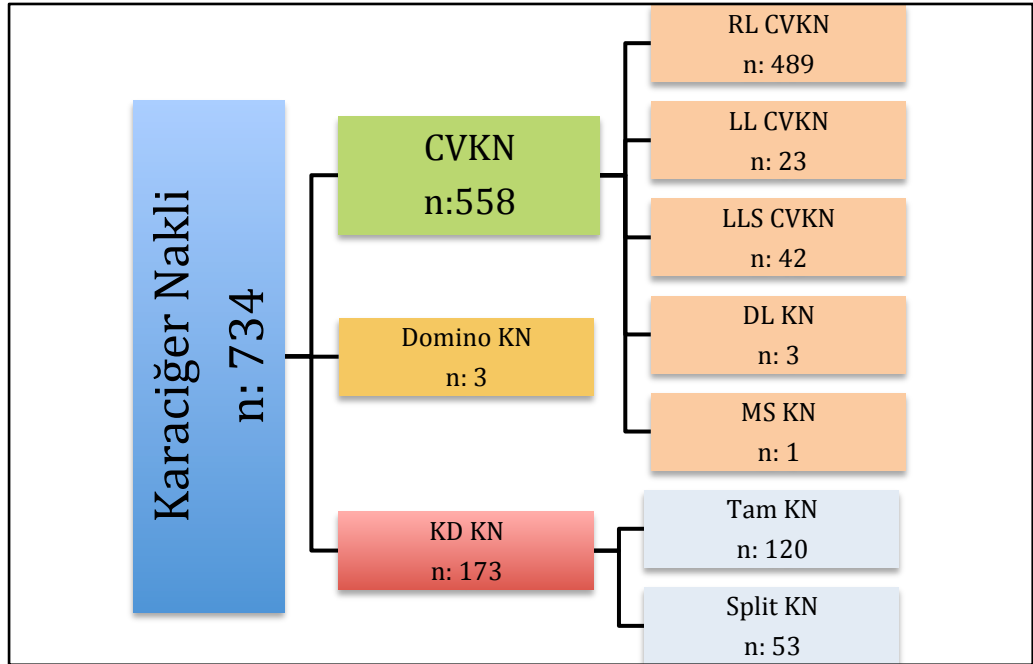 Karaciğer Nakli
n: 734
CVKN
n:558
Domino KN
n: 3
KD KN
n: 173
RL CVKN
n: 489
LL CVKN
n: 23
LLS CVKN
n: 42
DL KN
n: 3
MS KN
n: 1
Tam KN
n: 120
Split KN
n: 53